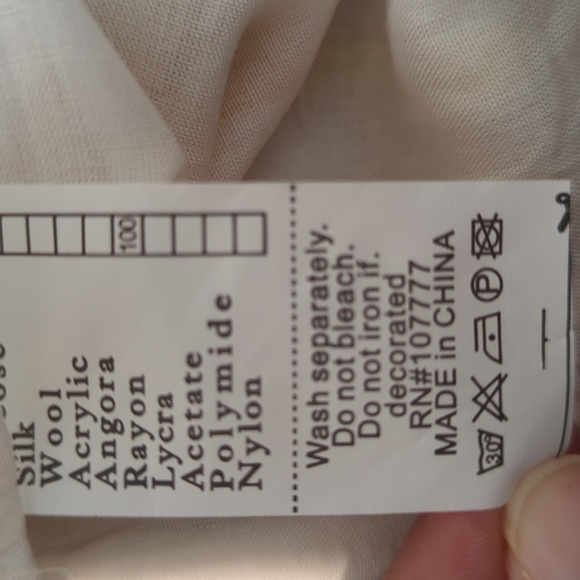 Silk
Wool
Acrylic
Angora
Rayon 100
Lycra
Acetate
Polymide
Nylon
Wash separately.
Do not bleach.
Do not iron if.
decorated
RN#107777
MADE in CHINA
30° P